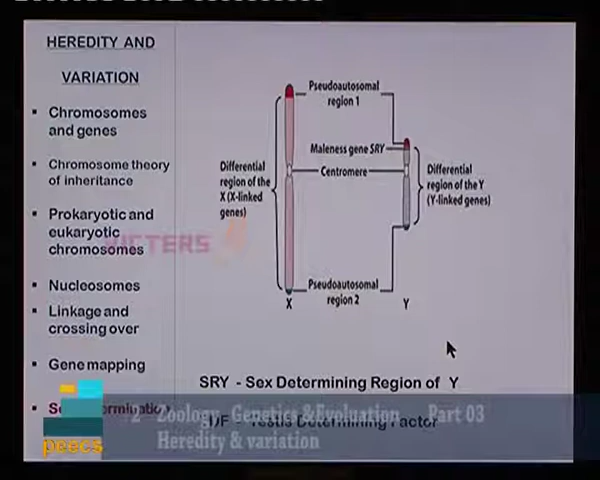 HEREDITY AND
VARIATION
▪ Chromosomes
and genes
▪ Chromosome theory
of inheritance
▪ Prokaryotic and
eukaryotic
chromosomes
▪ Nucleosomes
▪ Linkage and
crossing over
▪ Gene mapping
Pseudoautosomal
region 1
Maleness gene SRY
Centromere
Differential
region of the
X (X-linked
genes)
Differential
region of the Y
(Y-linked genes)
Pseudoautosomal
region 2
X
Y
VICTERS
SRY - Sex Determining Region of Y
Testis Determining Factor
2 Zoology - Genetics &Evaluation Part 03
Heredity & variation
peecs